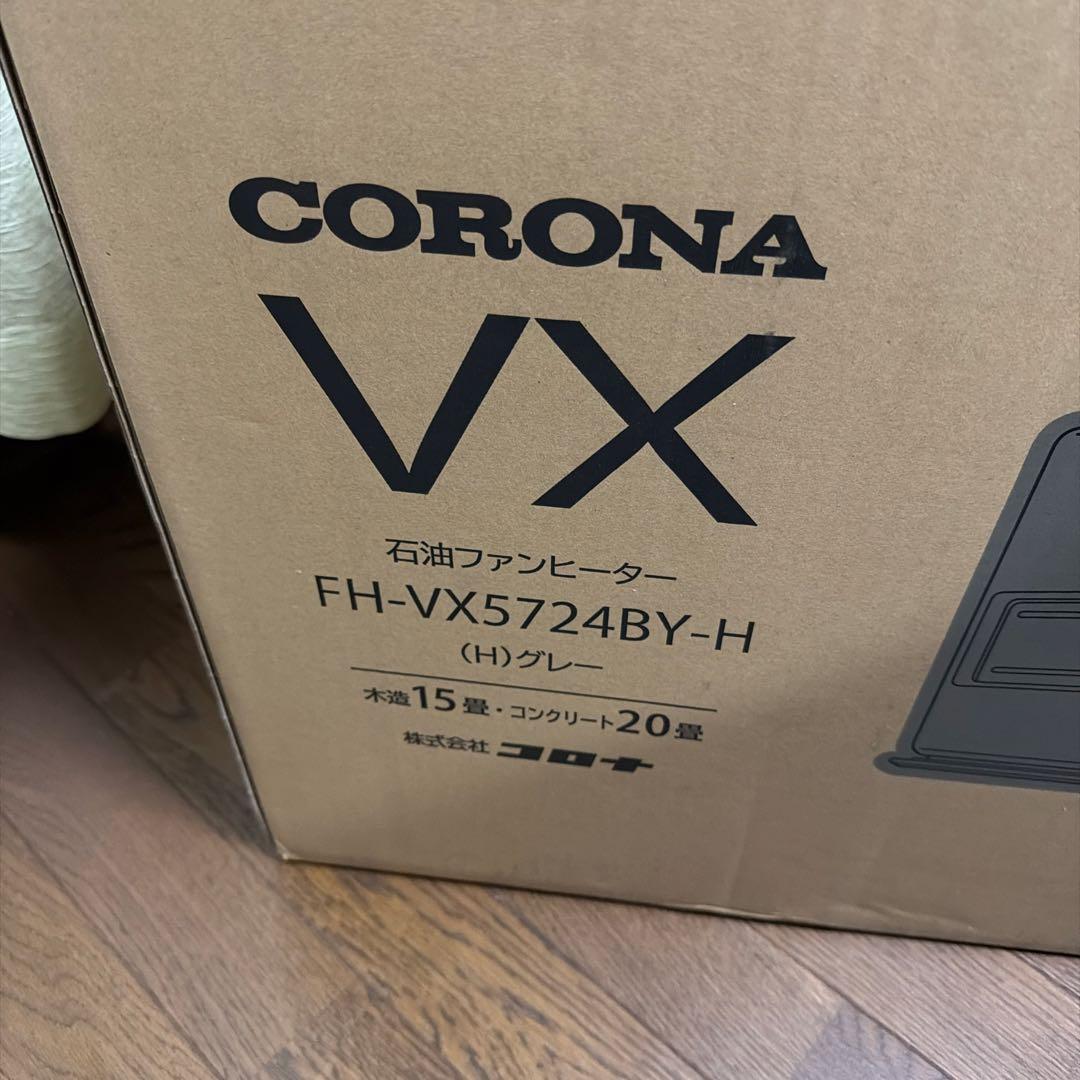 CORONA
VX
石油ファンヒーター
FH-VX5724BY-H
(H)グレー
木造15畳・コンクリート20畳
株式会社 コロナ